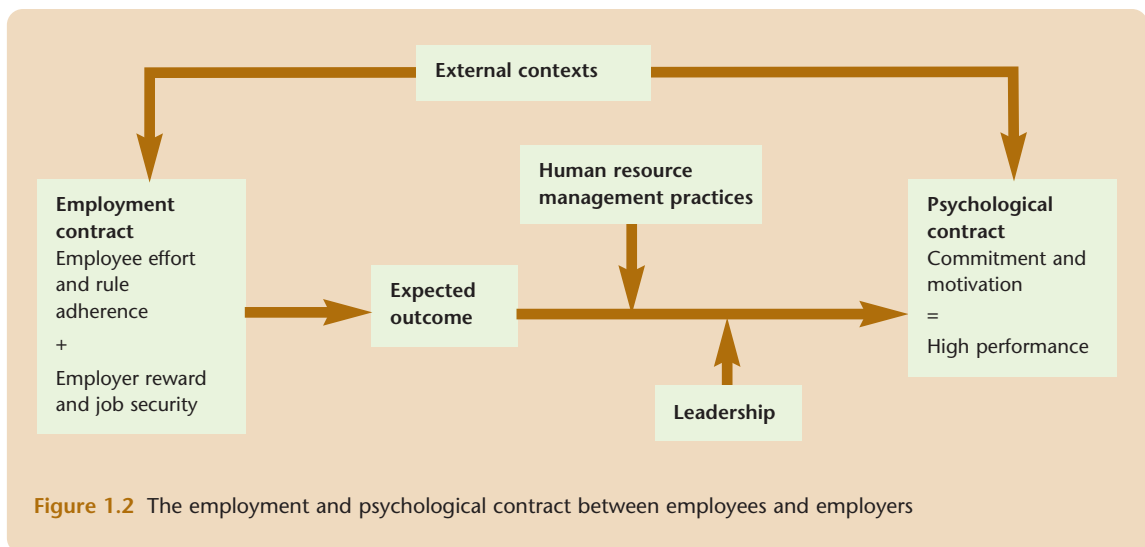 External contexts
Human resource
management practices
Employment
contract
Employee effort
and rule
adherence
+
Employer reward
and job security
Expected
outcome
Psychological
contract
Commitment and
motivation
=
High performance
Leadership
Figure 1.2 The employment and psychological contract between employees and employers